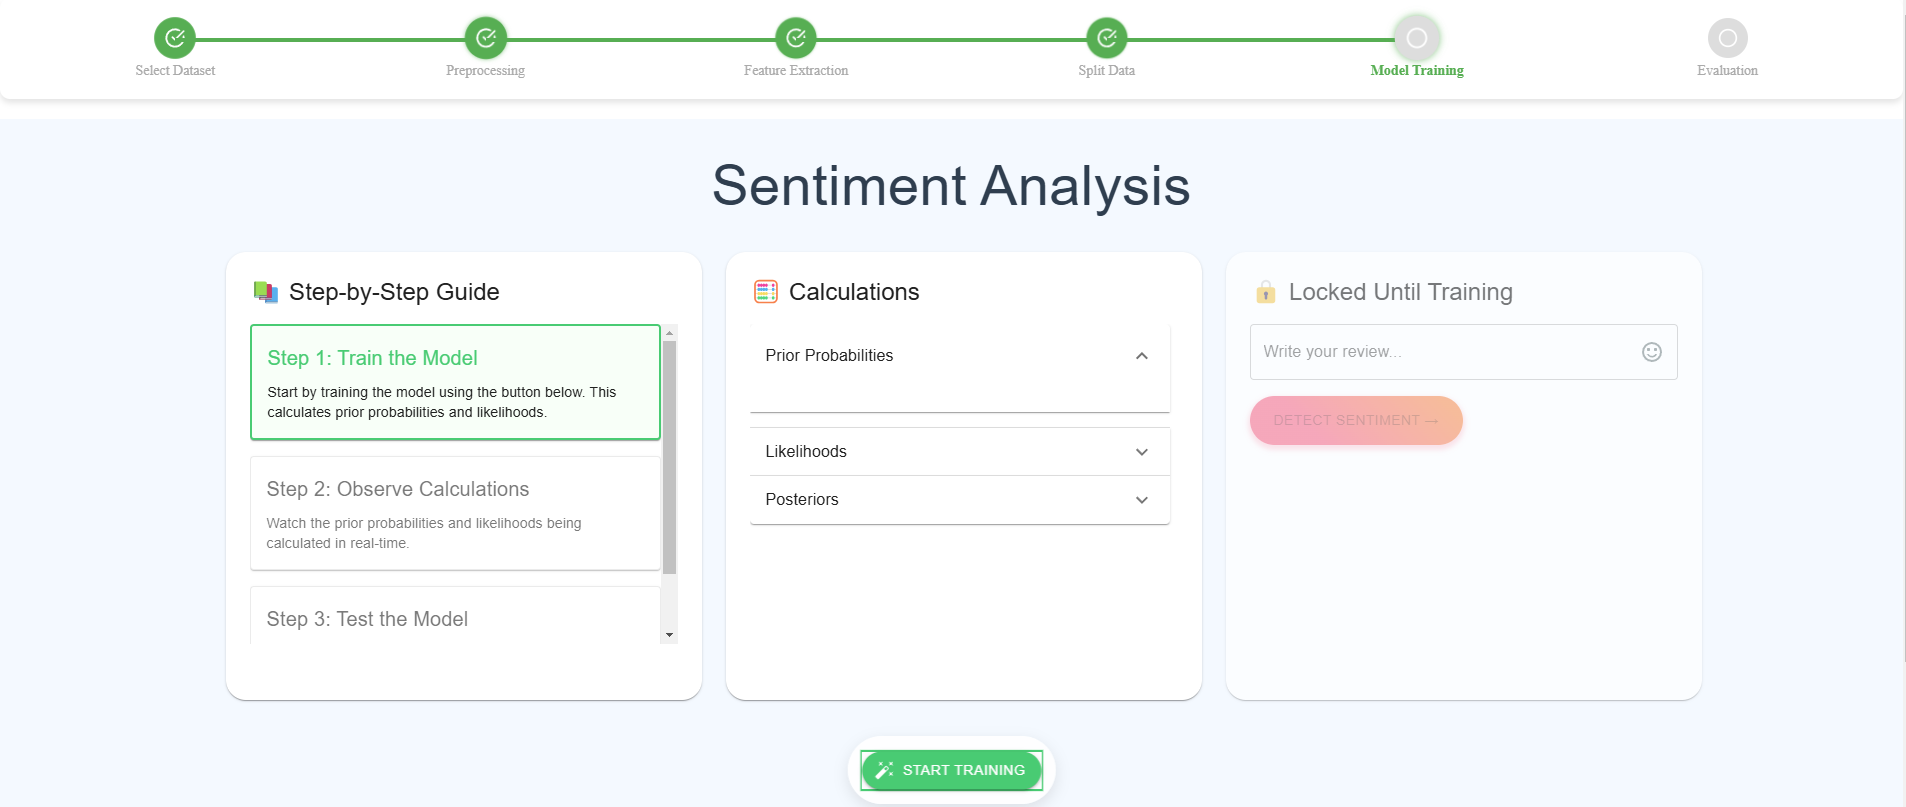 Select Dataset
Preprocessing
Feature Extraction
Split Data
Model Training
Evaluation
Sentiment Analysis
Step-by-Step Guide
Step 1: Train the Model
Start by training the model using the button below. This
calculates prior probabilities and likelihoods.
Step 2: Observe Calculations
Watch the prior probabilities and likelihoods being
calculated in real-time.
Step 3: Test the Model
Calculations
Prior Probabilities
Likelihoods
Posteriors
Locked Until Training
Write your review...
DETECT SENTIMENT →
START TRAINING